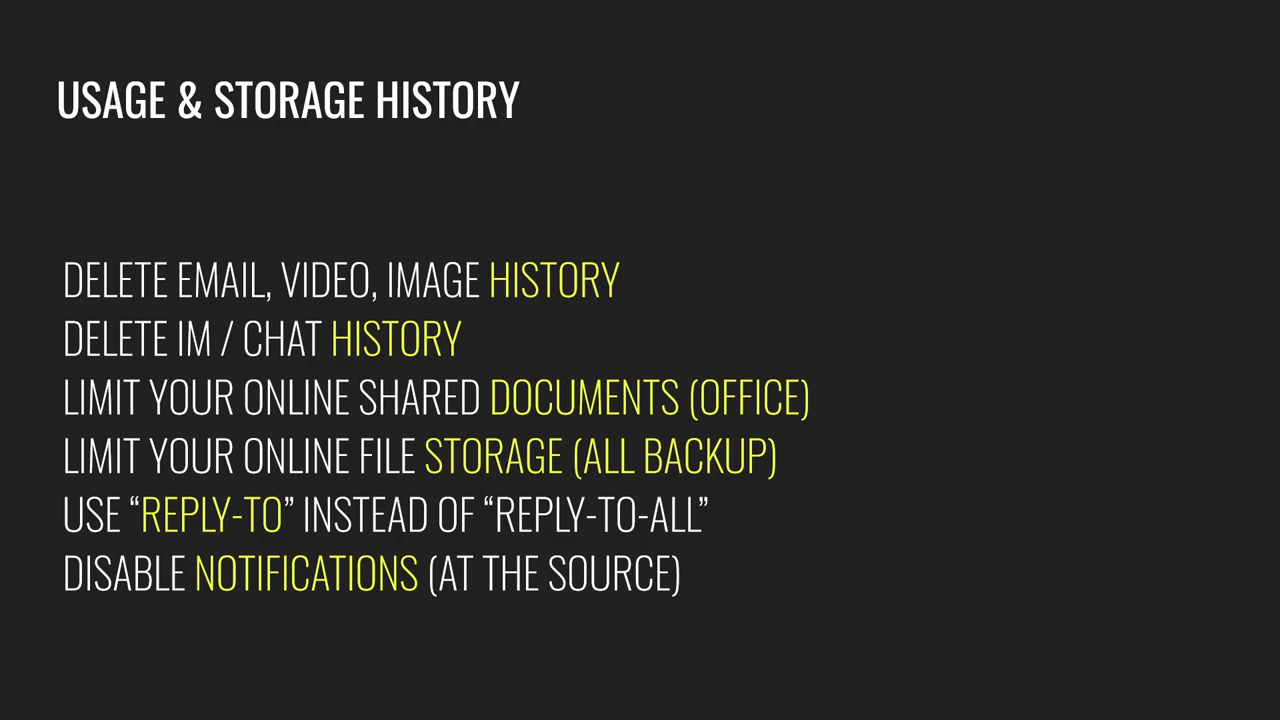 USAGE & STORAGE HISTORY
DELETE EMAIL, VIDEO, IMAGE HISTORY
DELETE IM / CHAT HISTORY
LIMIT YOUR ONLINE SHARED DOCUMENTS (OFFICE)
LIMIT YOUR ONLINE FILE STORAGE (ALL BACKUP)
USE “REPLY-TO” INSTEAD OF “REPLY-TO-ALL”
DISABLE NOTIFICATIONS (AT THE SOURCE)